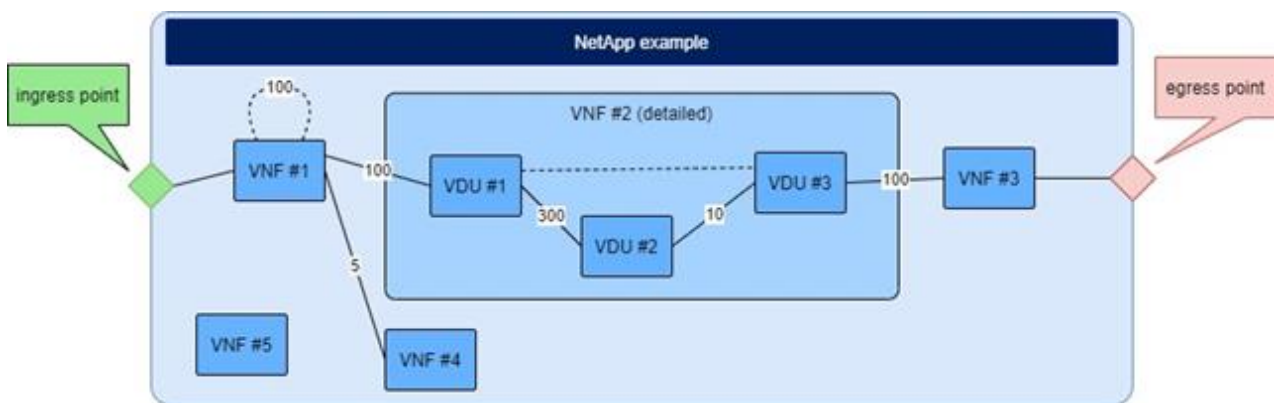 NetApp example
ingress point
egress point
100
VNF #2 (detailed)
VNF #1
100
VDU #1
VDU #3
100
VNF #3
300
10
VDU #2
5
VNF #5
VNF #4